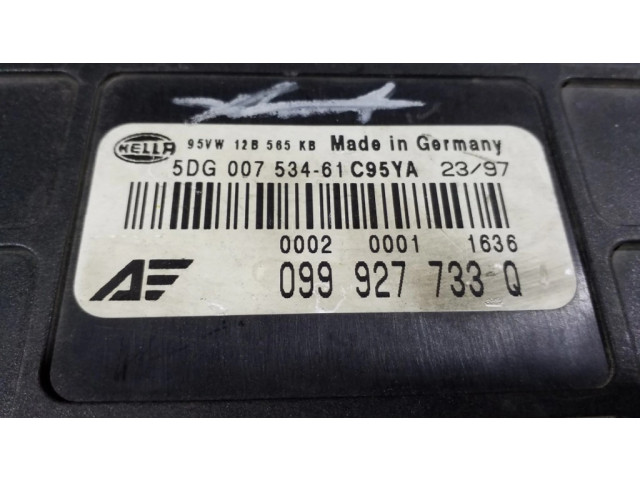 HELLA 95VW 12B 565 KB Made in Germany
5DG 007 534-61 C95YA 23/97
0002 0001 1636
099 927 733 Q